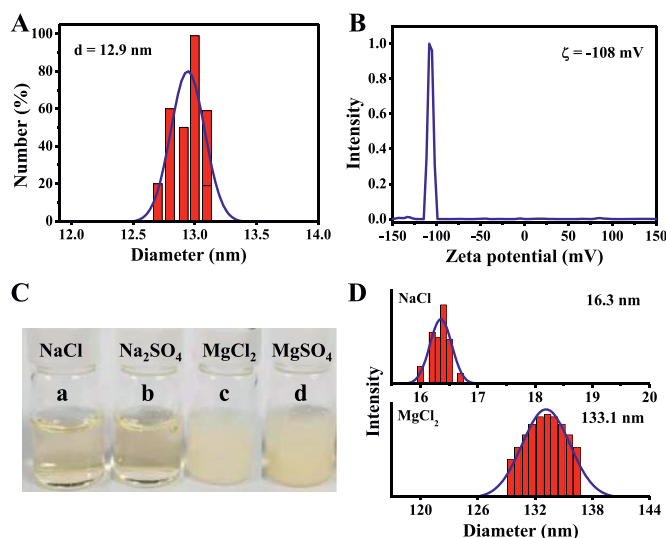 A
d = 12.9 nm
Number (%)
100
80
60
40
20
0
12.0
12.5
13.0
13.5
14.0
Diameter (nm)
B
ζ = -108 mV
Intensity
1.0
0.8
0.6
0.4
0.2
0.0
-150
-100
-50
0
50
100
150
Zeta potential (mV)
C
NaCl
Na₂SO₄
MgCl₂
MgSO₄
a
b
c
d
D
NaCl
16.3 nm
15
16
17
18
19
20
MgCl₂
133.1 nm
Intensity
120
126
132
138
144
Diameter (nm)